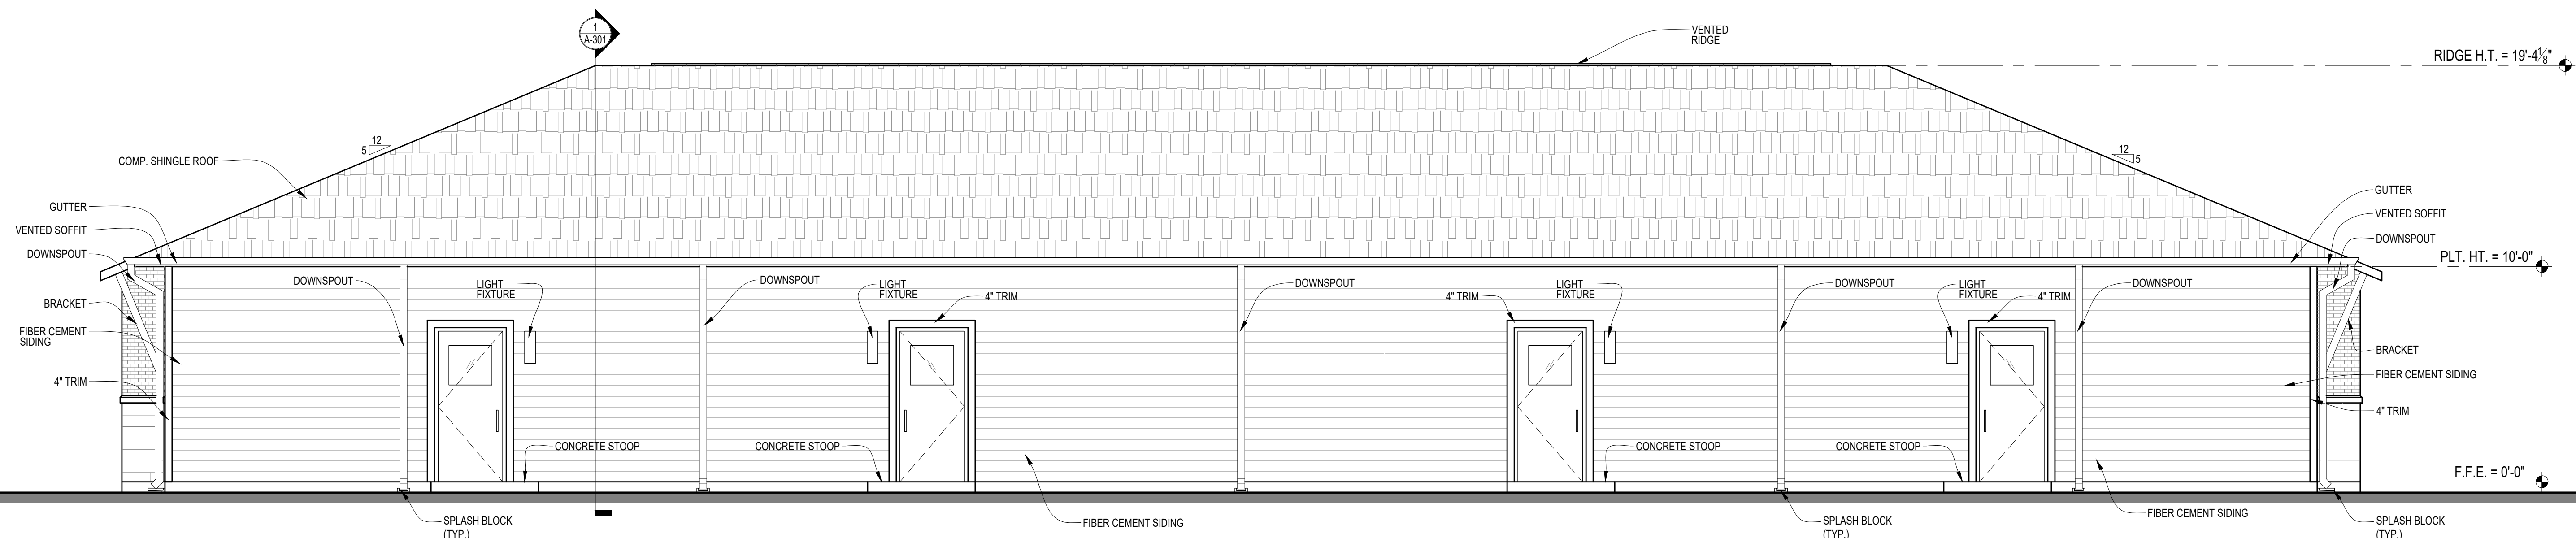 1
A-301
VENTED
RIDGE
RIDGE H.T. = 19'-4 1/8"
12
5
12
5
COMP. SHINGLE ROOF
GUTTER
VENTED SOFFIT
DOWNSPOUT
BRACKET
FIBER CEMENT
SIDING
4" TRIM
DOWNSPOUT
LIGHT
FIXTURE
DOWNSPOUT
LIGHT
FIXTURE
4" TRIM
DOWNSPOUT
4" TRIM
LIGHT
FIXTURE
DOWNSPOUT
LIGHT
FIXTURE
4" TRIM
DOWNSPOUT
GUTTER
VENTED SOFFIT
DOWNSPOUT
PLT. HT. = 10'-0"
BRACKET
FIBER CEMENT SIDING
4" TRIM
CONCRETE STOOP
CONCRETE STOOP
CONCRETE STOOP
CONCRETE STOOP
F.F.E. = 0'-0"
SPLASH BLOCK
(TYP.)
FIBER CEMENT SIDING
SPLASH BLOCK
(TYP.)
FIBER CEMENT SIDING
SPLASH BLOCK
(TYP.)